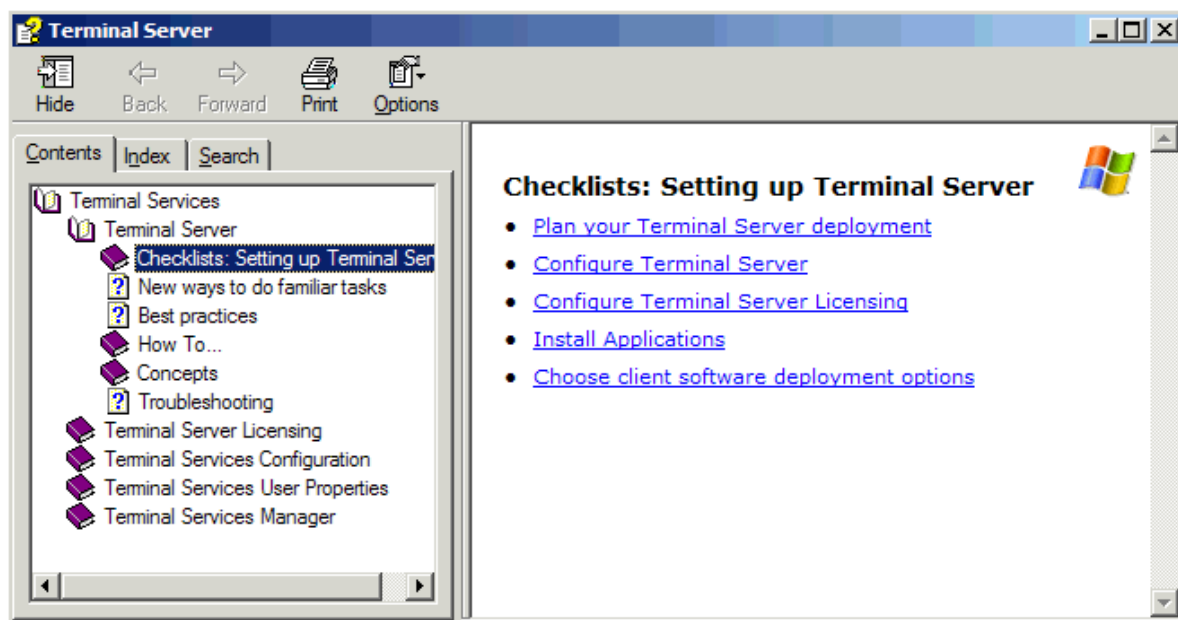 Terminal Server
Hide Back Forward Print Options
Contents Index Search
Terminal Services
Terminal Server
Checklists: Setting up Terminal Ser
New ways to do familiar tasks
Best practices
How To...
Concepts
Troubleshooting
Terminal Server Licensing
Terminal Services Configuration
Terminal Services User Properties
Terminal Services Manager
Checklists: Setting up Terminal Server
• Plan your Terminal Server deployment
• Configure Terminal Server
• Configure Terminal Server Licensing
• Install Applications
• Choose client software deployment options